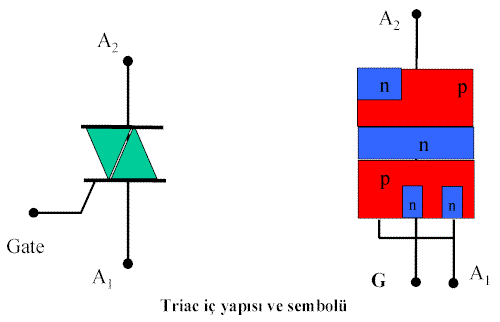 A2
Gate
A1
A2
n
p
n
p
n
n
G
A1
Triac iç yapısı ve sembolü